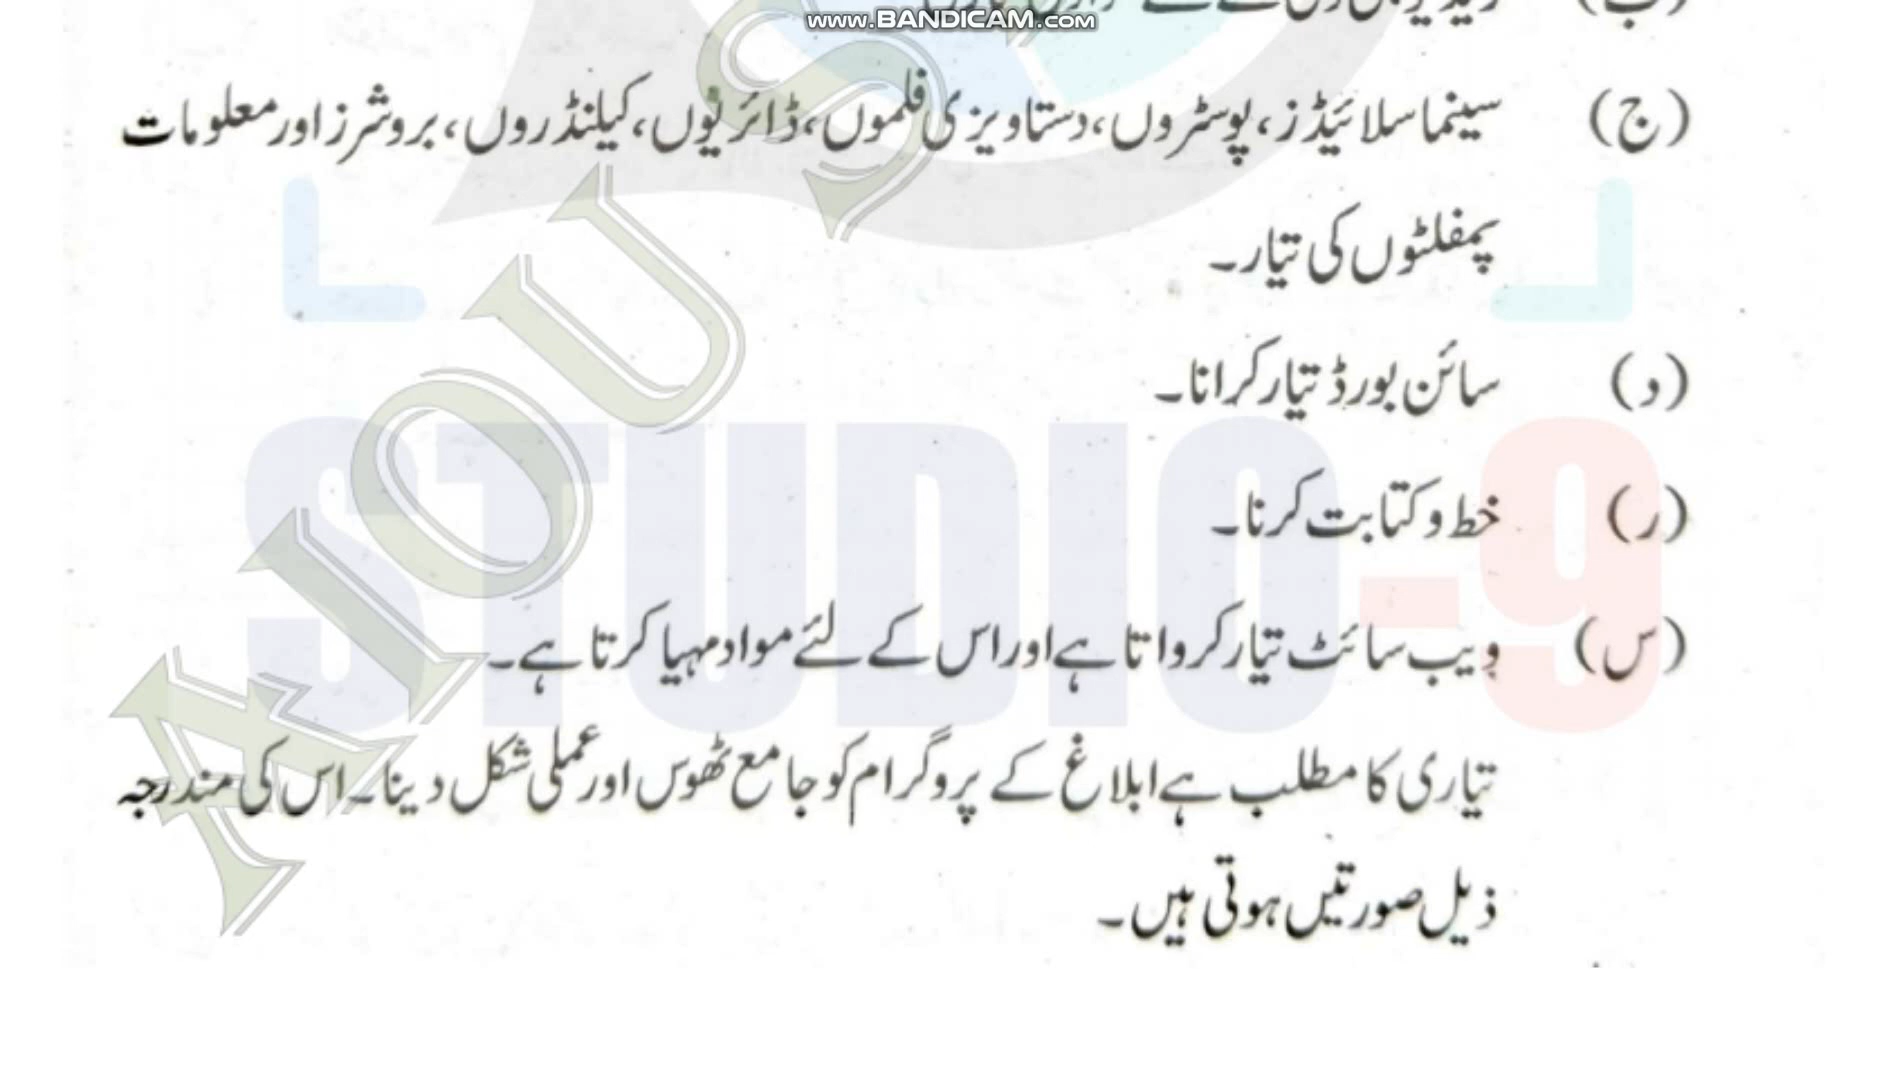 www.BANDICAM.com
(ب)
(ج) سینما سلائیڈز، پوسٹروں، دستاویزی فلموں، ڈائریوں، کیلنڈروں، بروشرز اور معلومات
پمفلٹوں کی تیار۔
(د) سائن بورڈ تیار کرانا۔
(ر) خط و کتابت کرنا۔
(س) ویب سائٹ تیار کرواتا ہے اور اس کے لئے مواد مہیا کرتا ہے۔
تیاری کا مطلب ہے ابلاغ کے پروگرام کو جامع ٹھوس اور عملی شکل دینا۔ اس کی مندرجہ
ذیل صورتیں ہوتی ہیں۔
AIOU S
STUDIO-9